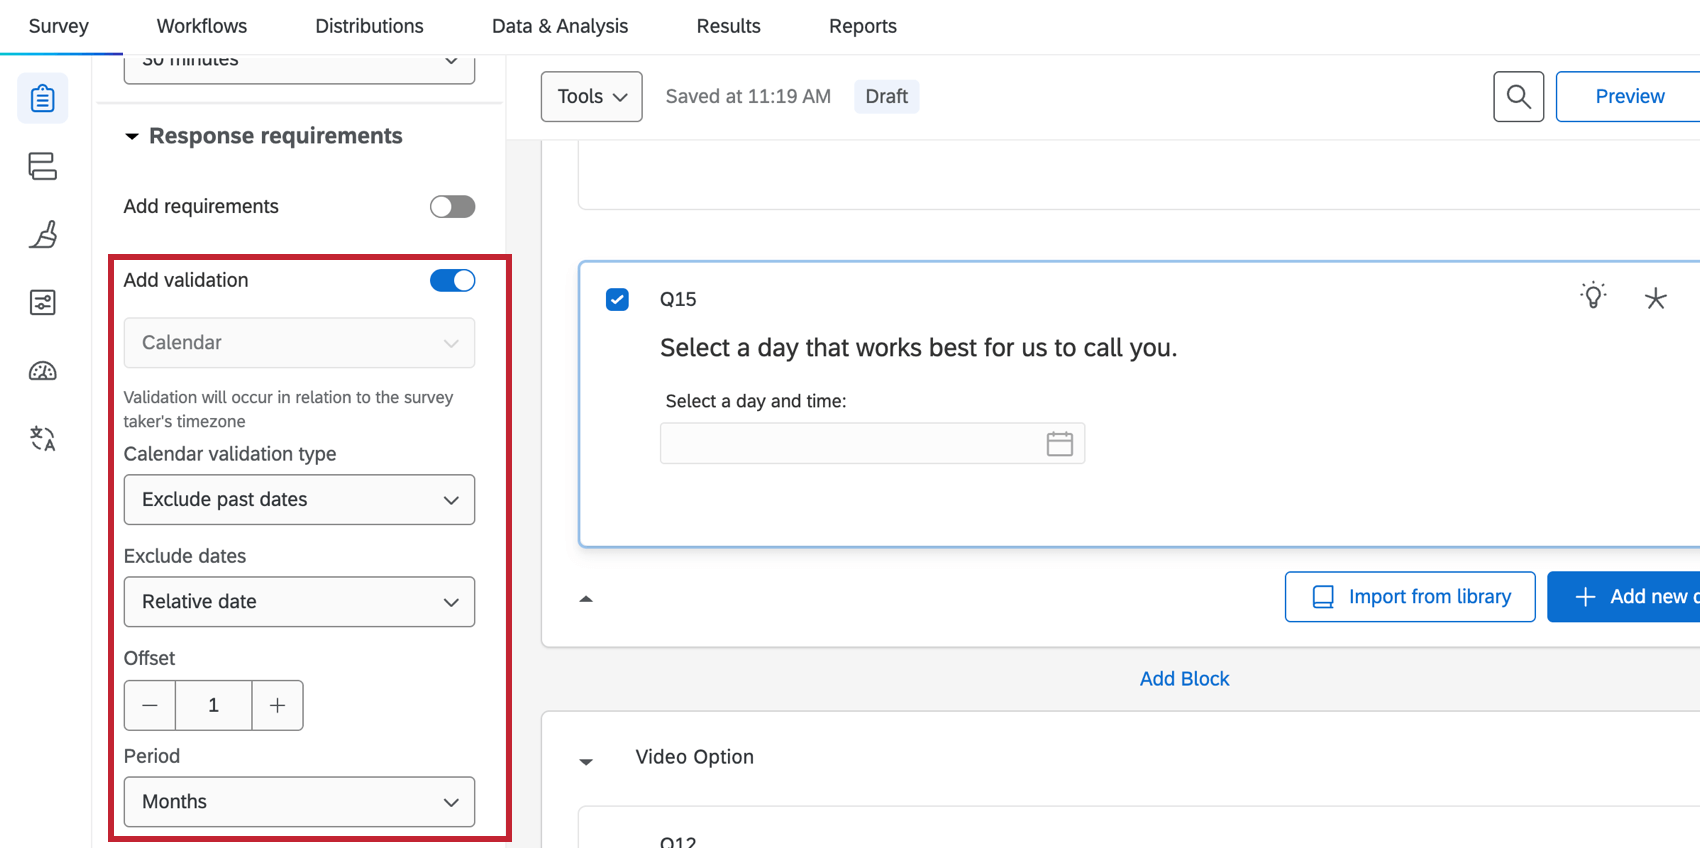 Survey
Workflows
Distributions
Data & Analysis
Results
Reports
30 minutes
Response requirements
Add requirements
Add validation
Calendar
Validation will occur in relation to the survey
taker's timezone
Calendar validation type
Exclude past dates
Exclude dates
Relative date
Offset
1
Period
Months
Tools
Saved at 11:19 AM
Draft
Preview
Q15
Select a day that works best for us to call you.
Select a day and time:
Import from library
Add new
Add Block
Video Option
Q12